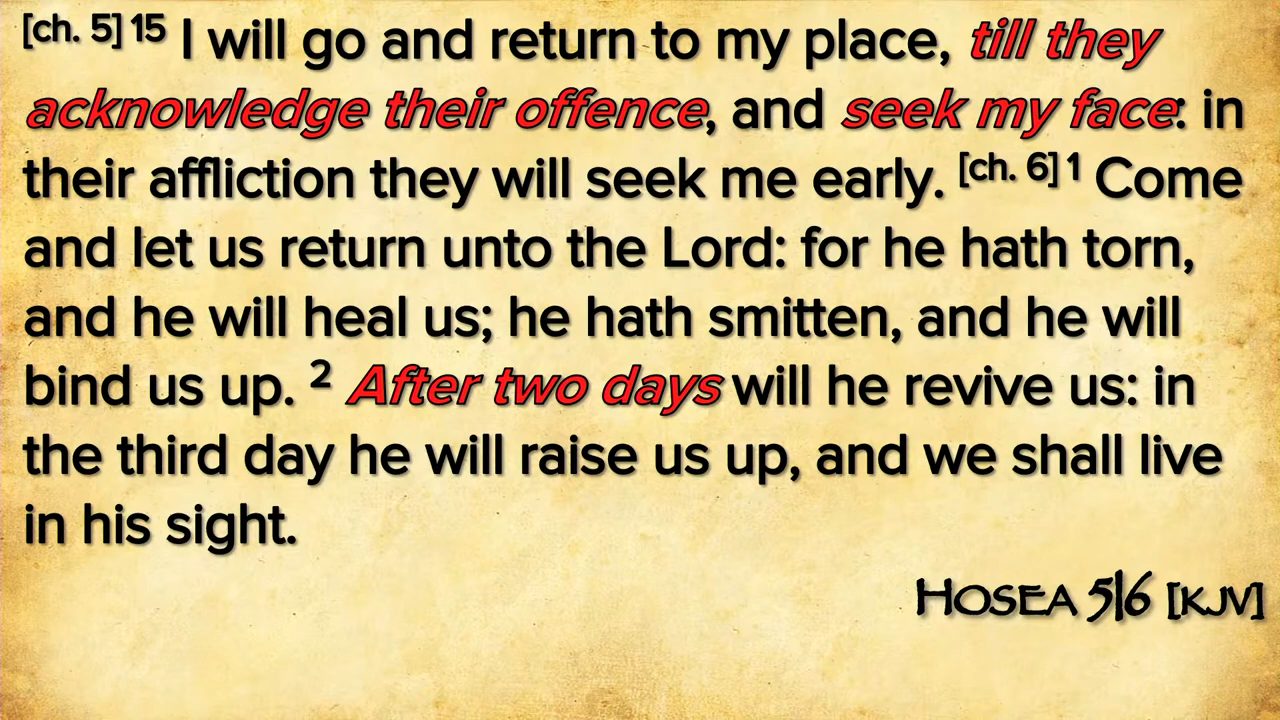 [ch. 5] 15 I will go and return to my place, till they
acknowledge their offence, and seek my face: in
their affliction they will seek me early. [ch. 6] 1 Come
and let us return unto the Lord: for he hath torn,
and he will heal us; he hath smitten, and he will
bind us up. 2 After two days will he revive us: in
the third day he will raise us up, and we shall live
in his sight.
Hosea 5|6 [KJV]